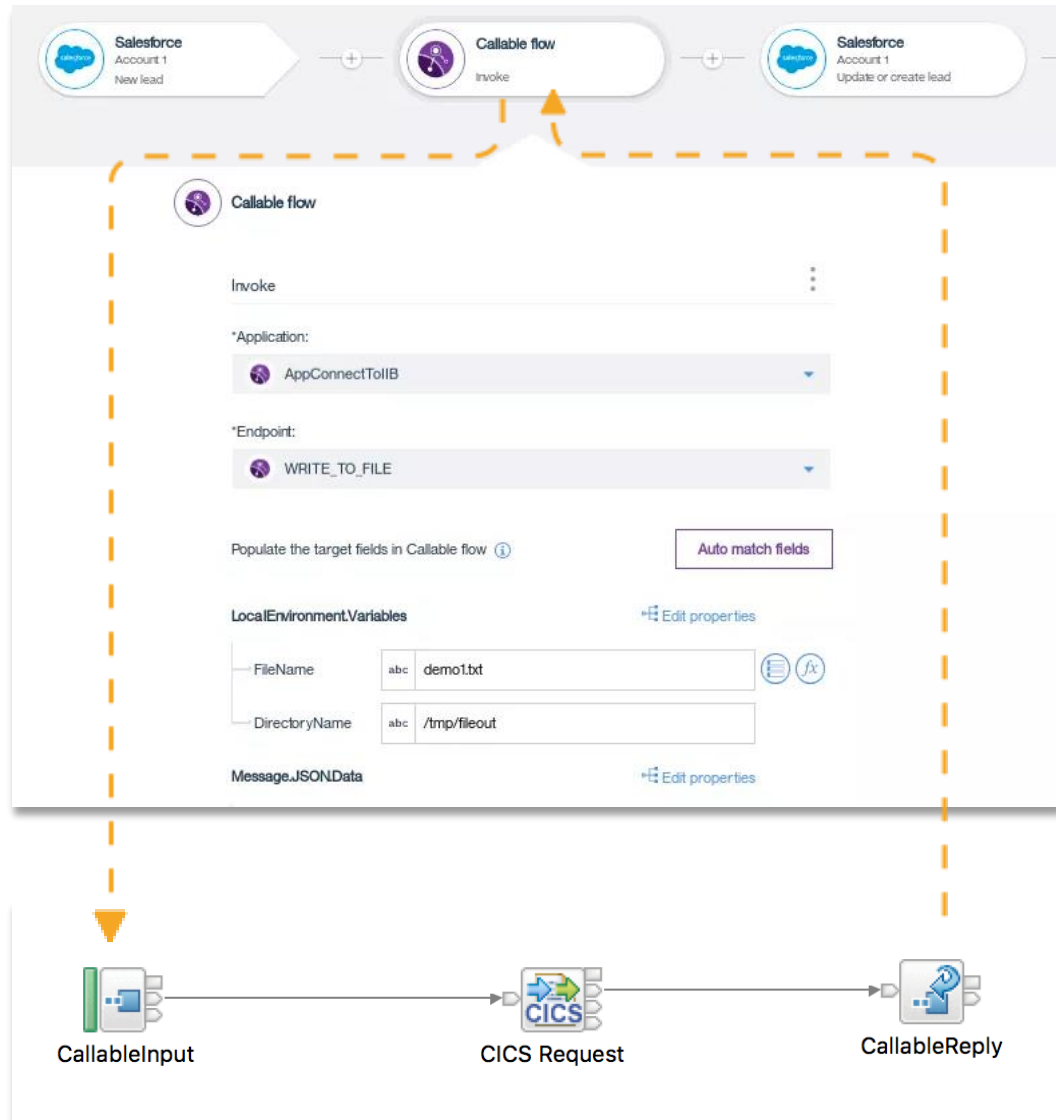 Salesforce
Account 1
New lead
Callable flow
Invoke
Salesforce
Account 1
Update or create lead
Callable flow
Invoke
*Application:
AppConnectToIIB
*Endpoint:
WRITE_TO_FILE
Populate the target fields in Callable flow
Auto match fields
LocalEnvironment.Variables
Edit properties
FileName
abc
demo1.txt
fx
DirectoryName
abc
/tmp/fileout
Message.JSON.Data
Edit properties
CICS
CallableInput
CICS Request
CallableReply